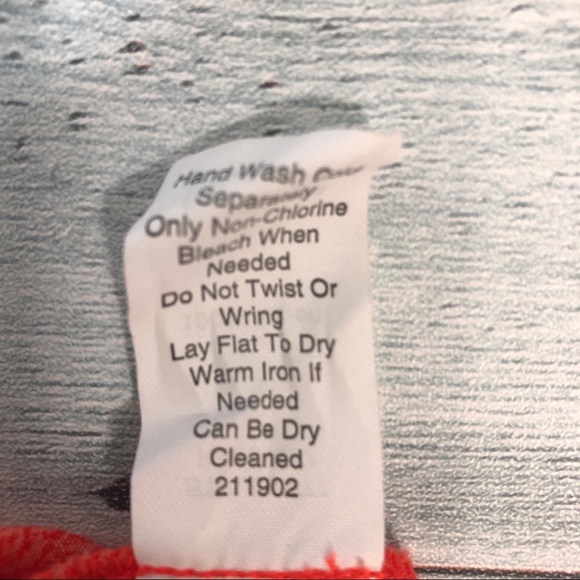 Hand Wash
Separately
Only Non-Chlorine
Bleach When
Needed
Do Not Twist Or
Wring
Lay Flat To Dry
Warm Iron If
Needed
Can Be Dry
Cleaned
211902